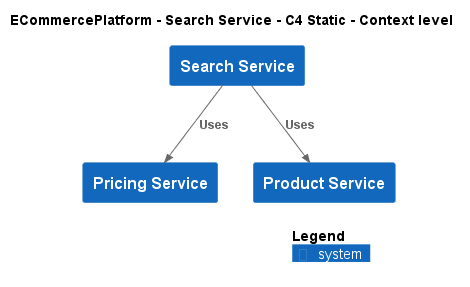 ECommercePlatform - Search Service - C4 Static - Context level
Search Service
Uses
Uses
Pricing Service
Product Service
Legend
system